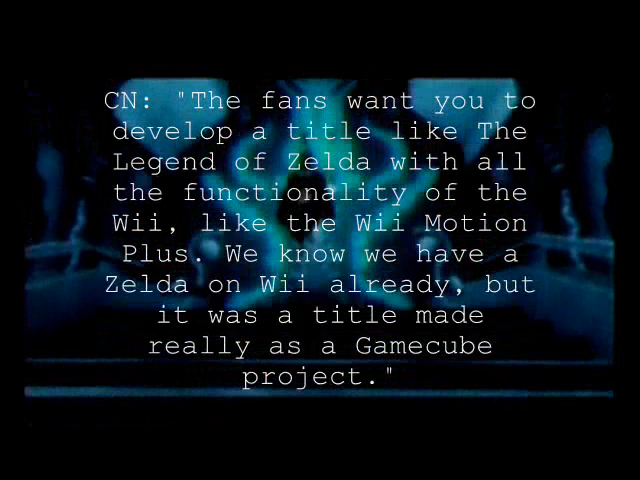 CN: "The fans want you to
develop a title like The
Legend of Zelda with all
the functionality of the
Wii, like the Wii Motion
Plus. We know we have a
Zelda on Wii already, but
it was a title made
really as a Gamecube
project."